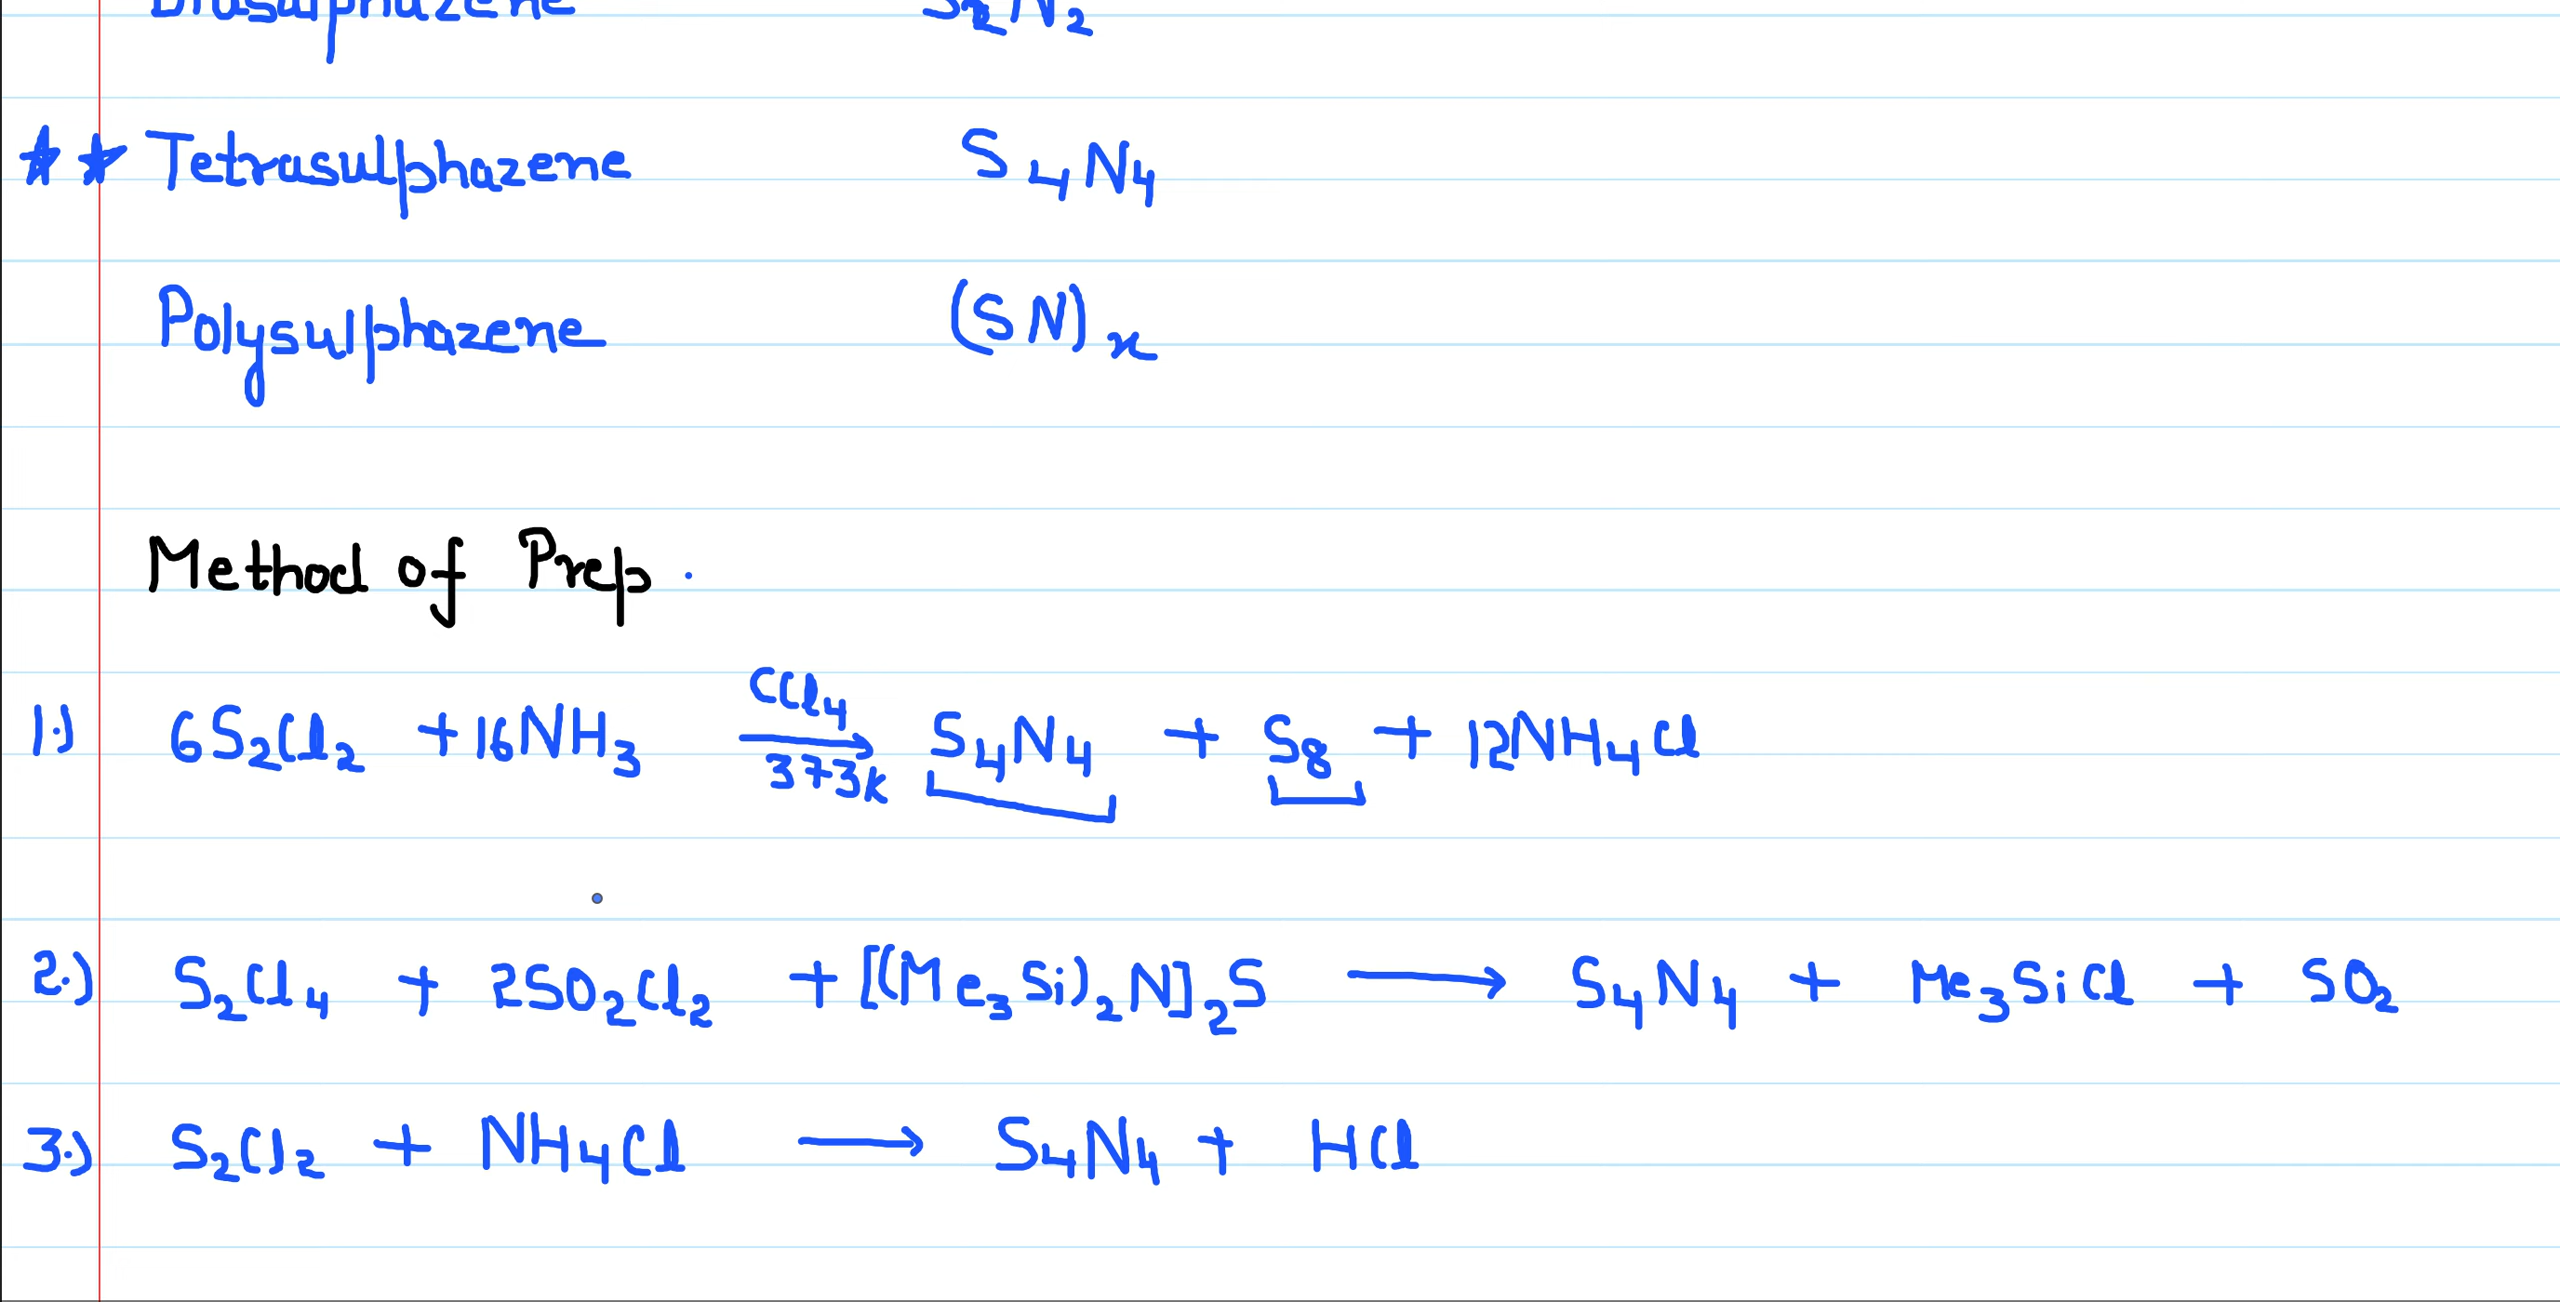 Diasulphazene S₂N₂
★★ Tetrasulphazene S₄N₄
Polysulphazene (SN)ₓ
Method of Prep.
1.) 6S₂Cl₂ + 16NH₃ —CCl₄/373k→ S₄N₄ + S₈ + 12NH₄Cl
2.) S₂Cl₄ + 2SO₂Cl₂ + [(Me₃Si)₂N]₂S ⟶ S₄N₄ + Me₃SiCl + SO₂
3.) S₂Cl₂ + NH₄Cl ⟶ S₄N₄ + HCl